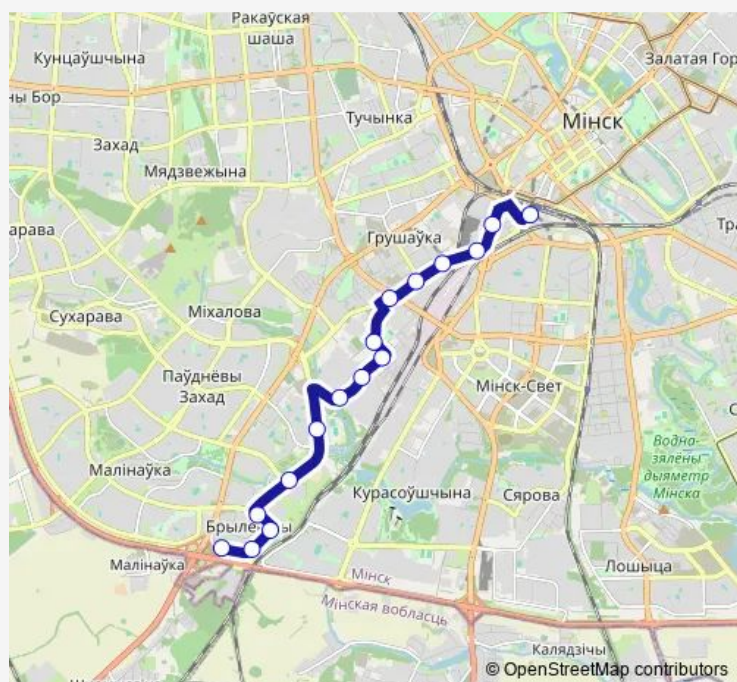 Ракаўская
шаша
Кунцаўшчына
Залатая Гор
ны Бор
Тучынка
Мінск
Захад
Мядзвежына
Грушаўка
Тра
арава
Міхалова
Сухарава
Паўднёвы
Захад
Мінск-Свет
Водна-
зялёны
дыяметр
Мінска
Малінаўка
Курасоўшчына
Сярова
Малінаўка
Мінск
Лошыца
Мінская вобласць
Калядзічы
© OpenStreetMap contributors